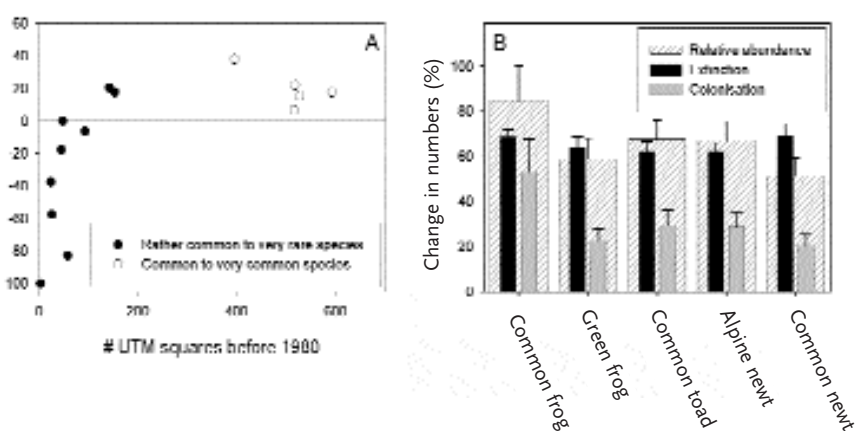 A
60
40
20
0
-20
-40
-60
80
100
0
200
400
600
Rather common to very rare species
Common to very common species
# UTM squares before 1980
B
Relative abundance
Extinction
Colonisation
Change in numbers (%)
100
80
60
40
20
0
Common frog
Green frog
Common toad
Alpine newt
Common newt